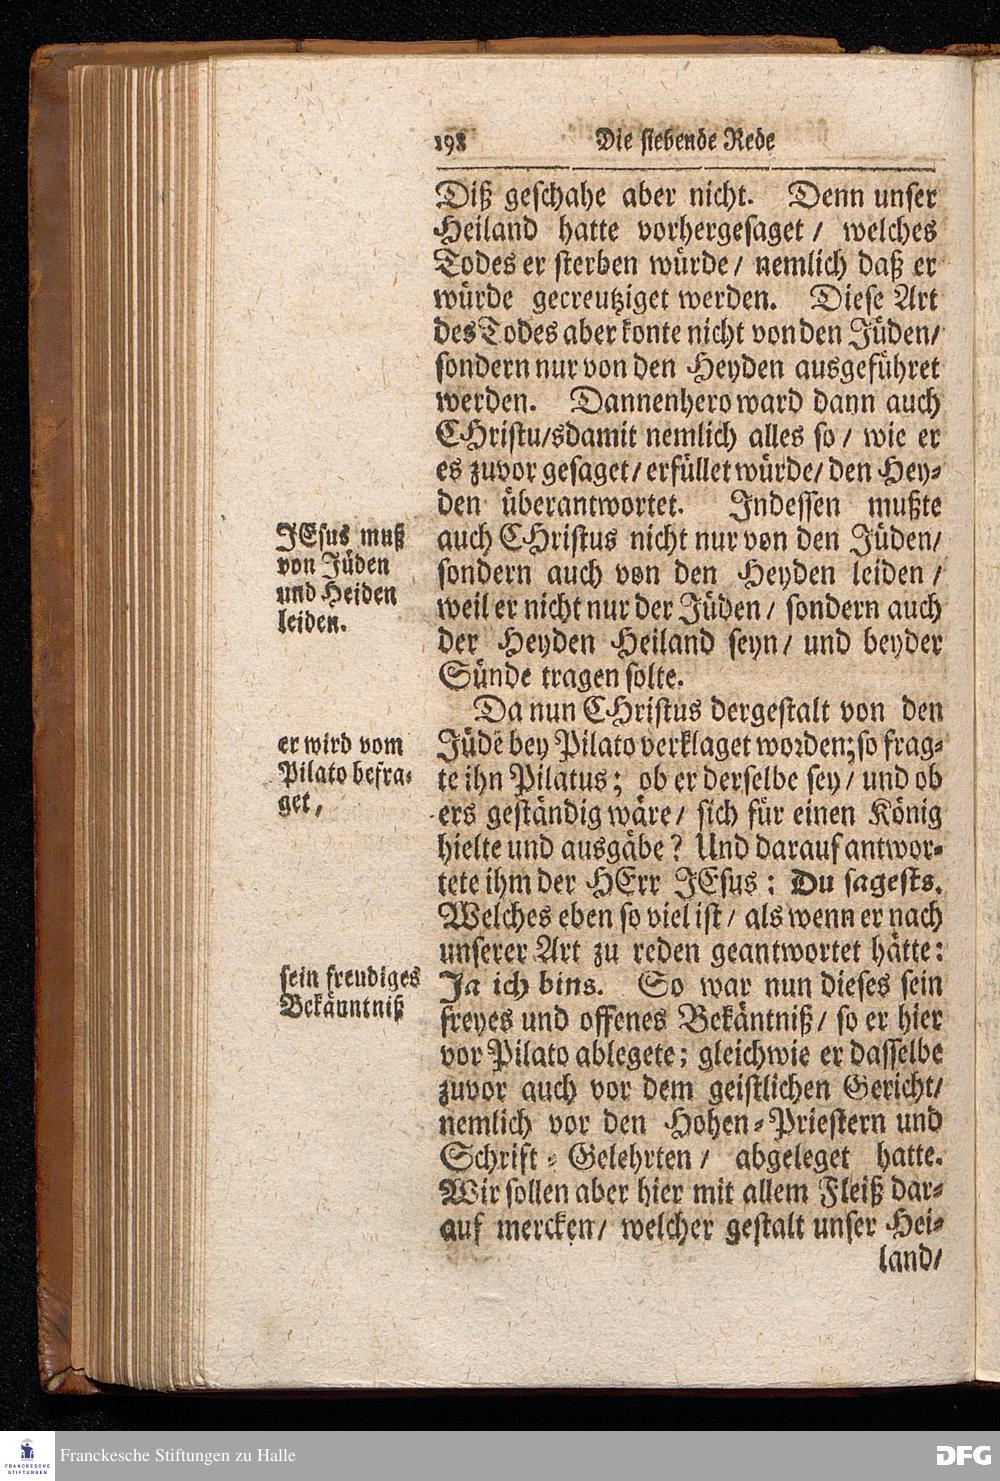 198 Die siebende Rede
Diß geschahe aber nicht. Denn unser
Heiland hatte vorhergesaget / welches
Todes er sterben würde / nemlich daß er
würde gecreutziget werden. Diese Art
des Todes aber konte nicht von den Jüden /
sondern nur von den Heyden ausgeführet
werden. Dannenhero ward dann auch
CHristu/sdamit nemlich alles so / wie er
es zuvor gesaget / erfüllet würde / den Hey-
den überantwortet. Indessen mußte
JEsus muß
von Jüden
und Heiden
leiden.
auch CHristus nicht nur von den Jüden /
sondern auch von den Heyden leiden /
weil er nicht nur der Jüden / sondern auch
der Heyden Heiland seyn / und beyder
Sünde tragen solte.
Da nun CHristus dergestalt von den
er wird vom
Pilato befra-
get,
Jüdē bey Pilato verklaget worden; so frag-
te ihn Pilatus; ob er derselbe sey / und ob
ers geständig wäre / sich für einen König
hielte und ausgäbe? Und darauf antwor-
tete ihm der HErr JEsus: Du sagests.
Welches eben so viel ist / als wenn er nach
unserer Art zu reden geantwortet hätte:
sein freudiges
Bekänntniß
Ja ich bins. So war nun dieses sein
freyes und offenes Bekäntniß / so er hier
vor Pilato ablegete; gleichwie er dasselbe
zuvor auch vor dem geistlichen Gericht /
nemlich vor den Hohen-Priestern und
Schrift-Gelehrten / abgeleget hatte.
Wir sollen aber hier mit allem Fleiß dar-
auf mercken / welcher gestalt unser Hei-
land /
FRANCKESCHE
STIFTUNGEN
Franckesche Stiftungen zu Halle
DFG